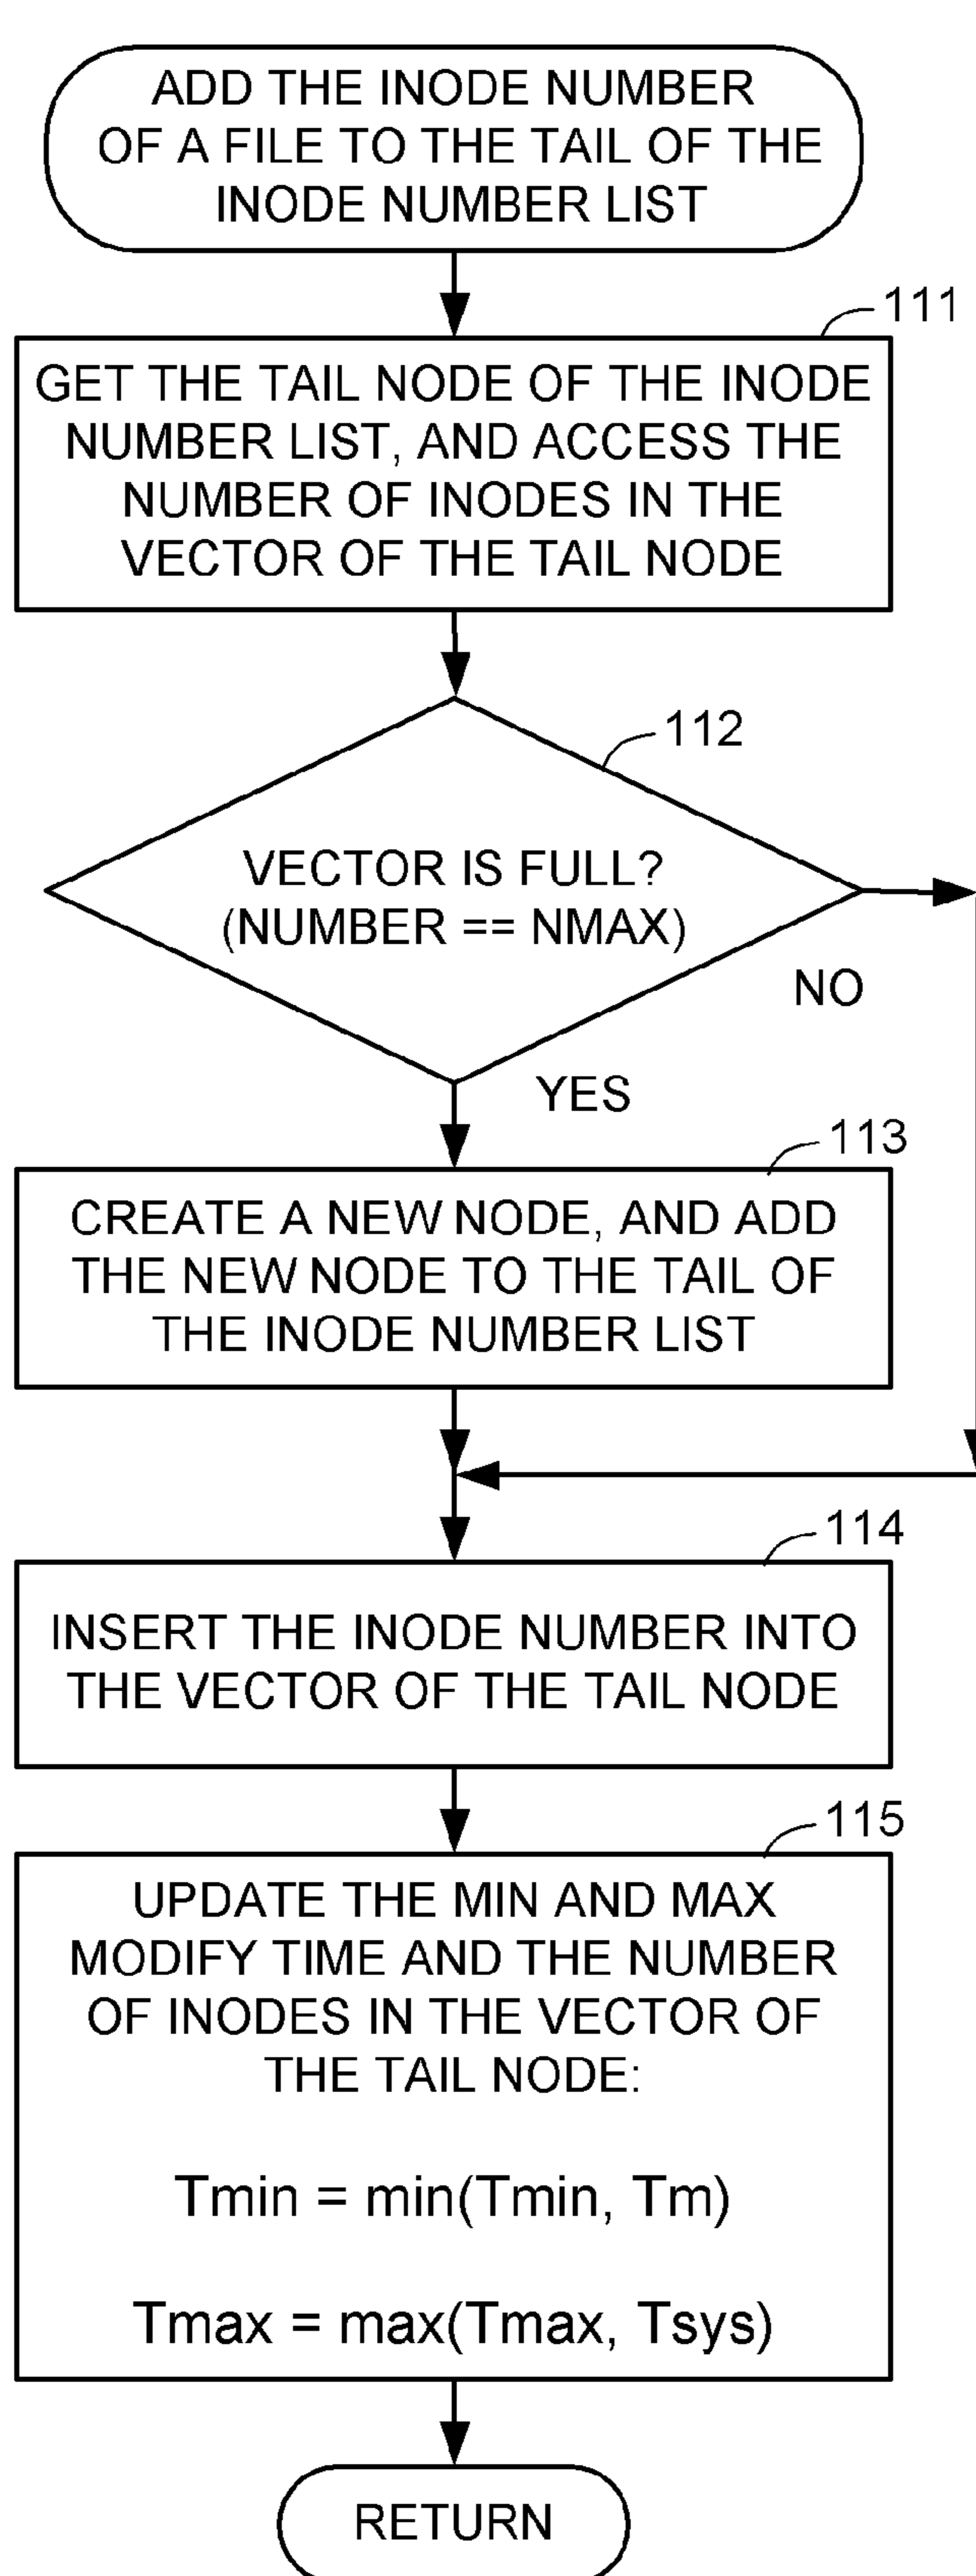 ADD THE INODE NUMBER
OF A FILE TO THE TAIL OF THE
INODE NUMBER LIST
111
GET THE TAIL NODE OF THE INODE
NUMBER LIST, AND ACCESS THE
NUMBER OF INODES IN THE
VECTOR OF THE TAIL NODE
112
VECTOR IS FULL?
(NUMBER == NMAX)
NO
YES
113
CREATE A NEW NODE, AND ADD
THE NEW NODE TO THE TAIL OF
THE INODE NUMBER LIST
114
INSERT THE INODE NUMBER INTO
THE VECTOR OF THE TAIL NODE
115
UPDATE THE MIN AND MAX
MODIFY TIME AND THE NUMBER
OF INODES IN THE VECTOR OF
THE TAIL NODE:
Tmin = min(Tmin, Tm)
Tmax = max(Tmax, Tsys)
RETURN